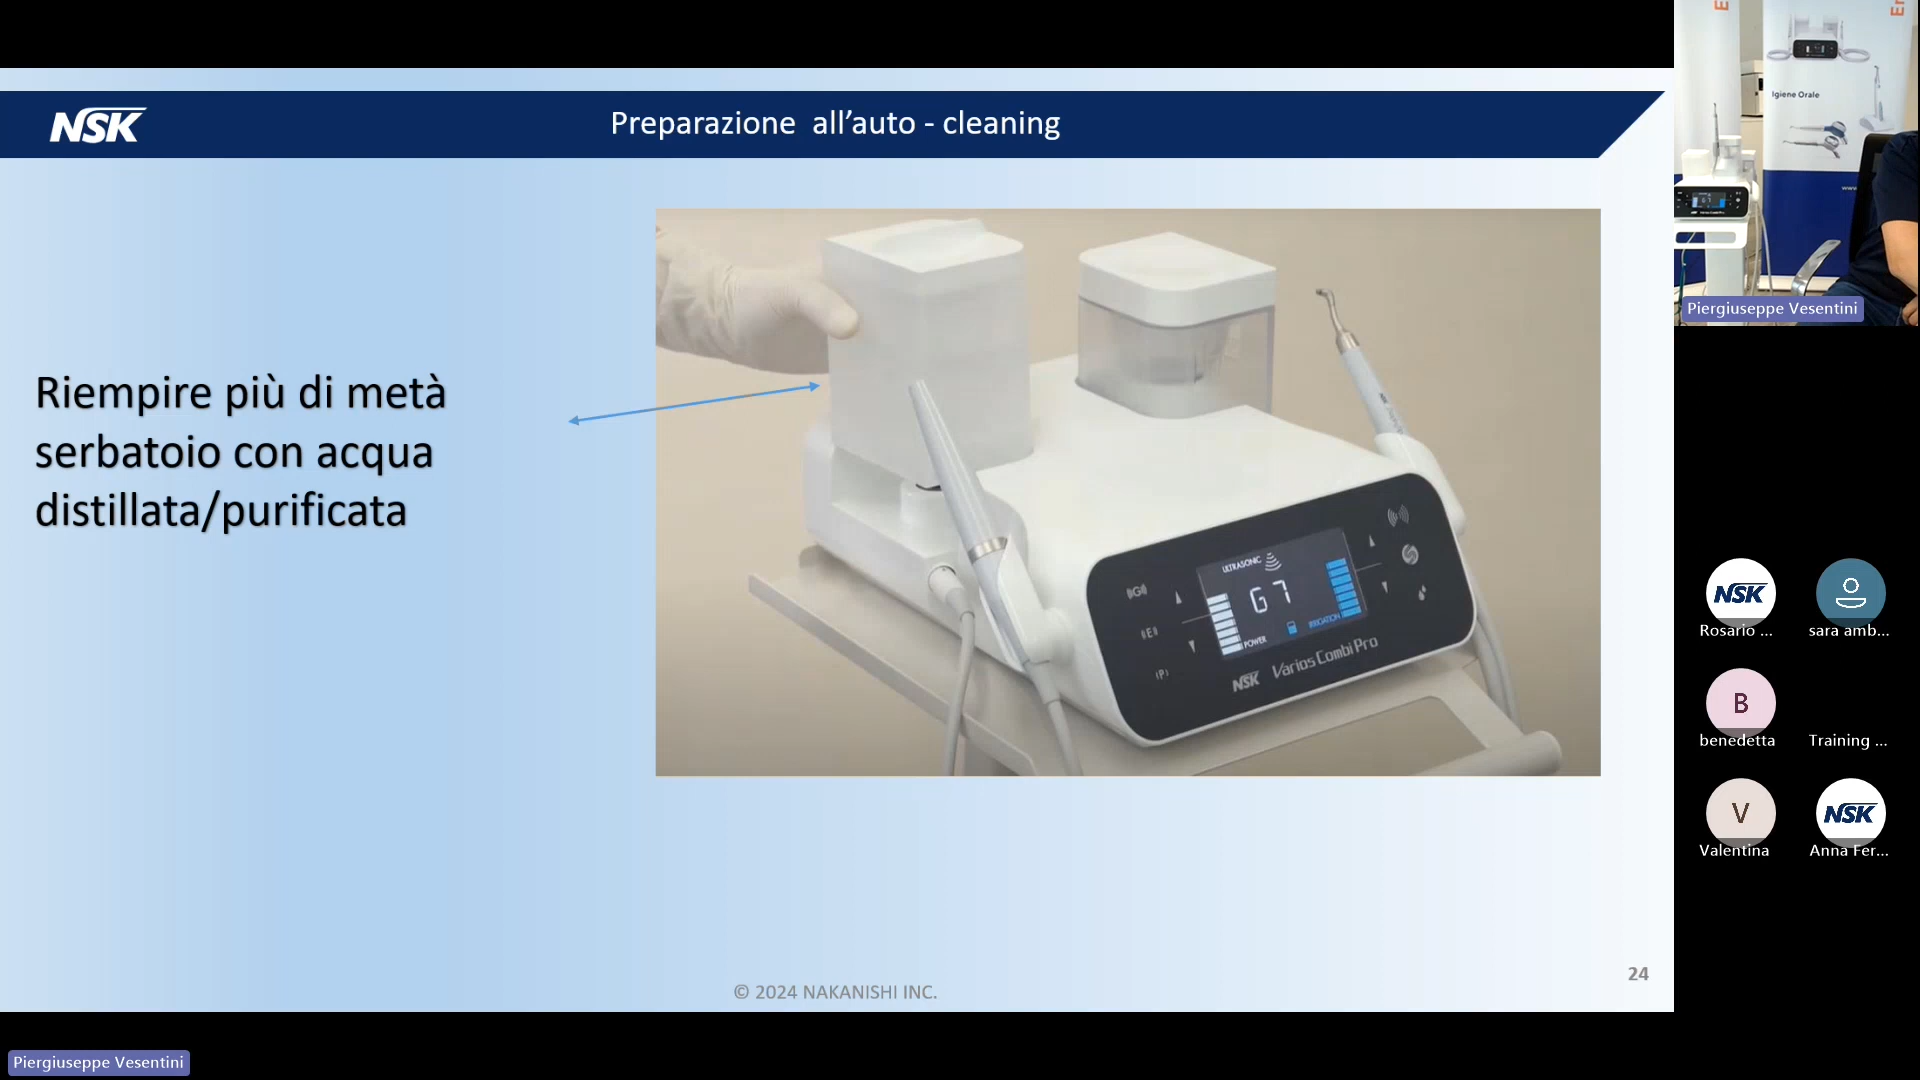 NSK
Preparazione all’auto - cleaning
Riempire più di metà
serbatoio con acqua
distillata/purificata
ULTRASONIC
G7
POWER
IRRIGATION
G
E
P
NSK Varios Combi Pro
© 2024 NAKANISHI INC.
24
Piergiuseppe Vesentini
Igiene Orale
www
Piergiuseppe Vesentini
NSK
Rosario ...
sara amb...
B
benedetta
Training ...
V
Valentina
NSK
Anna Fer...